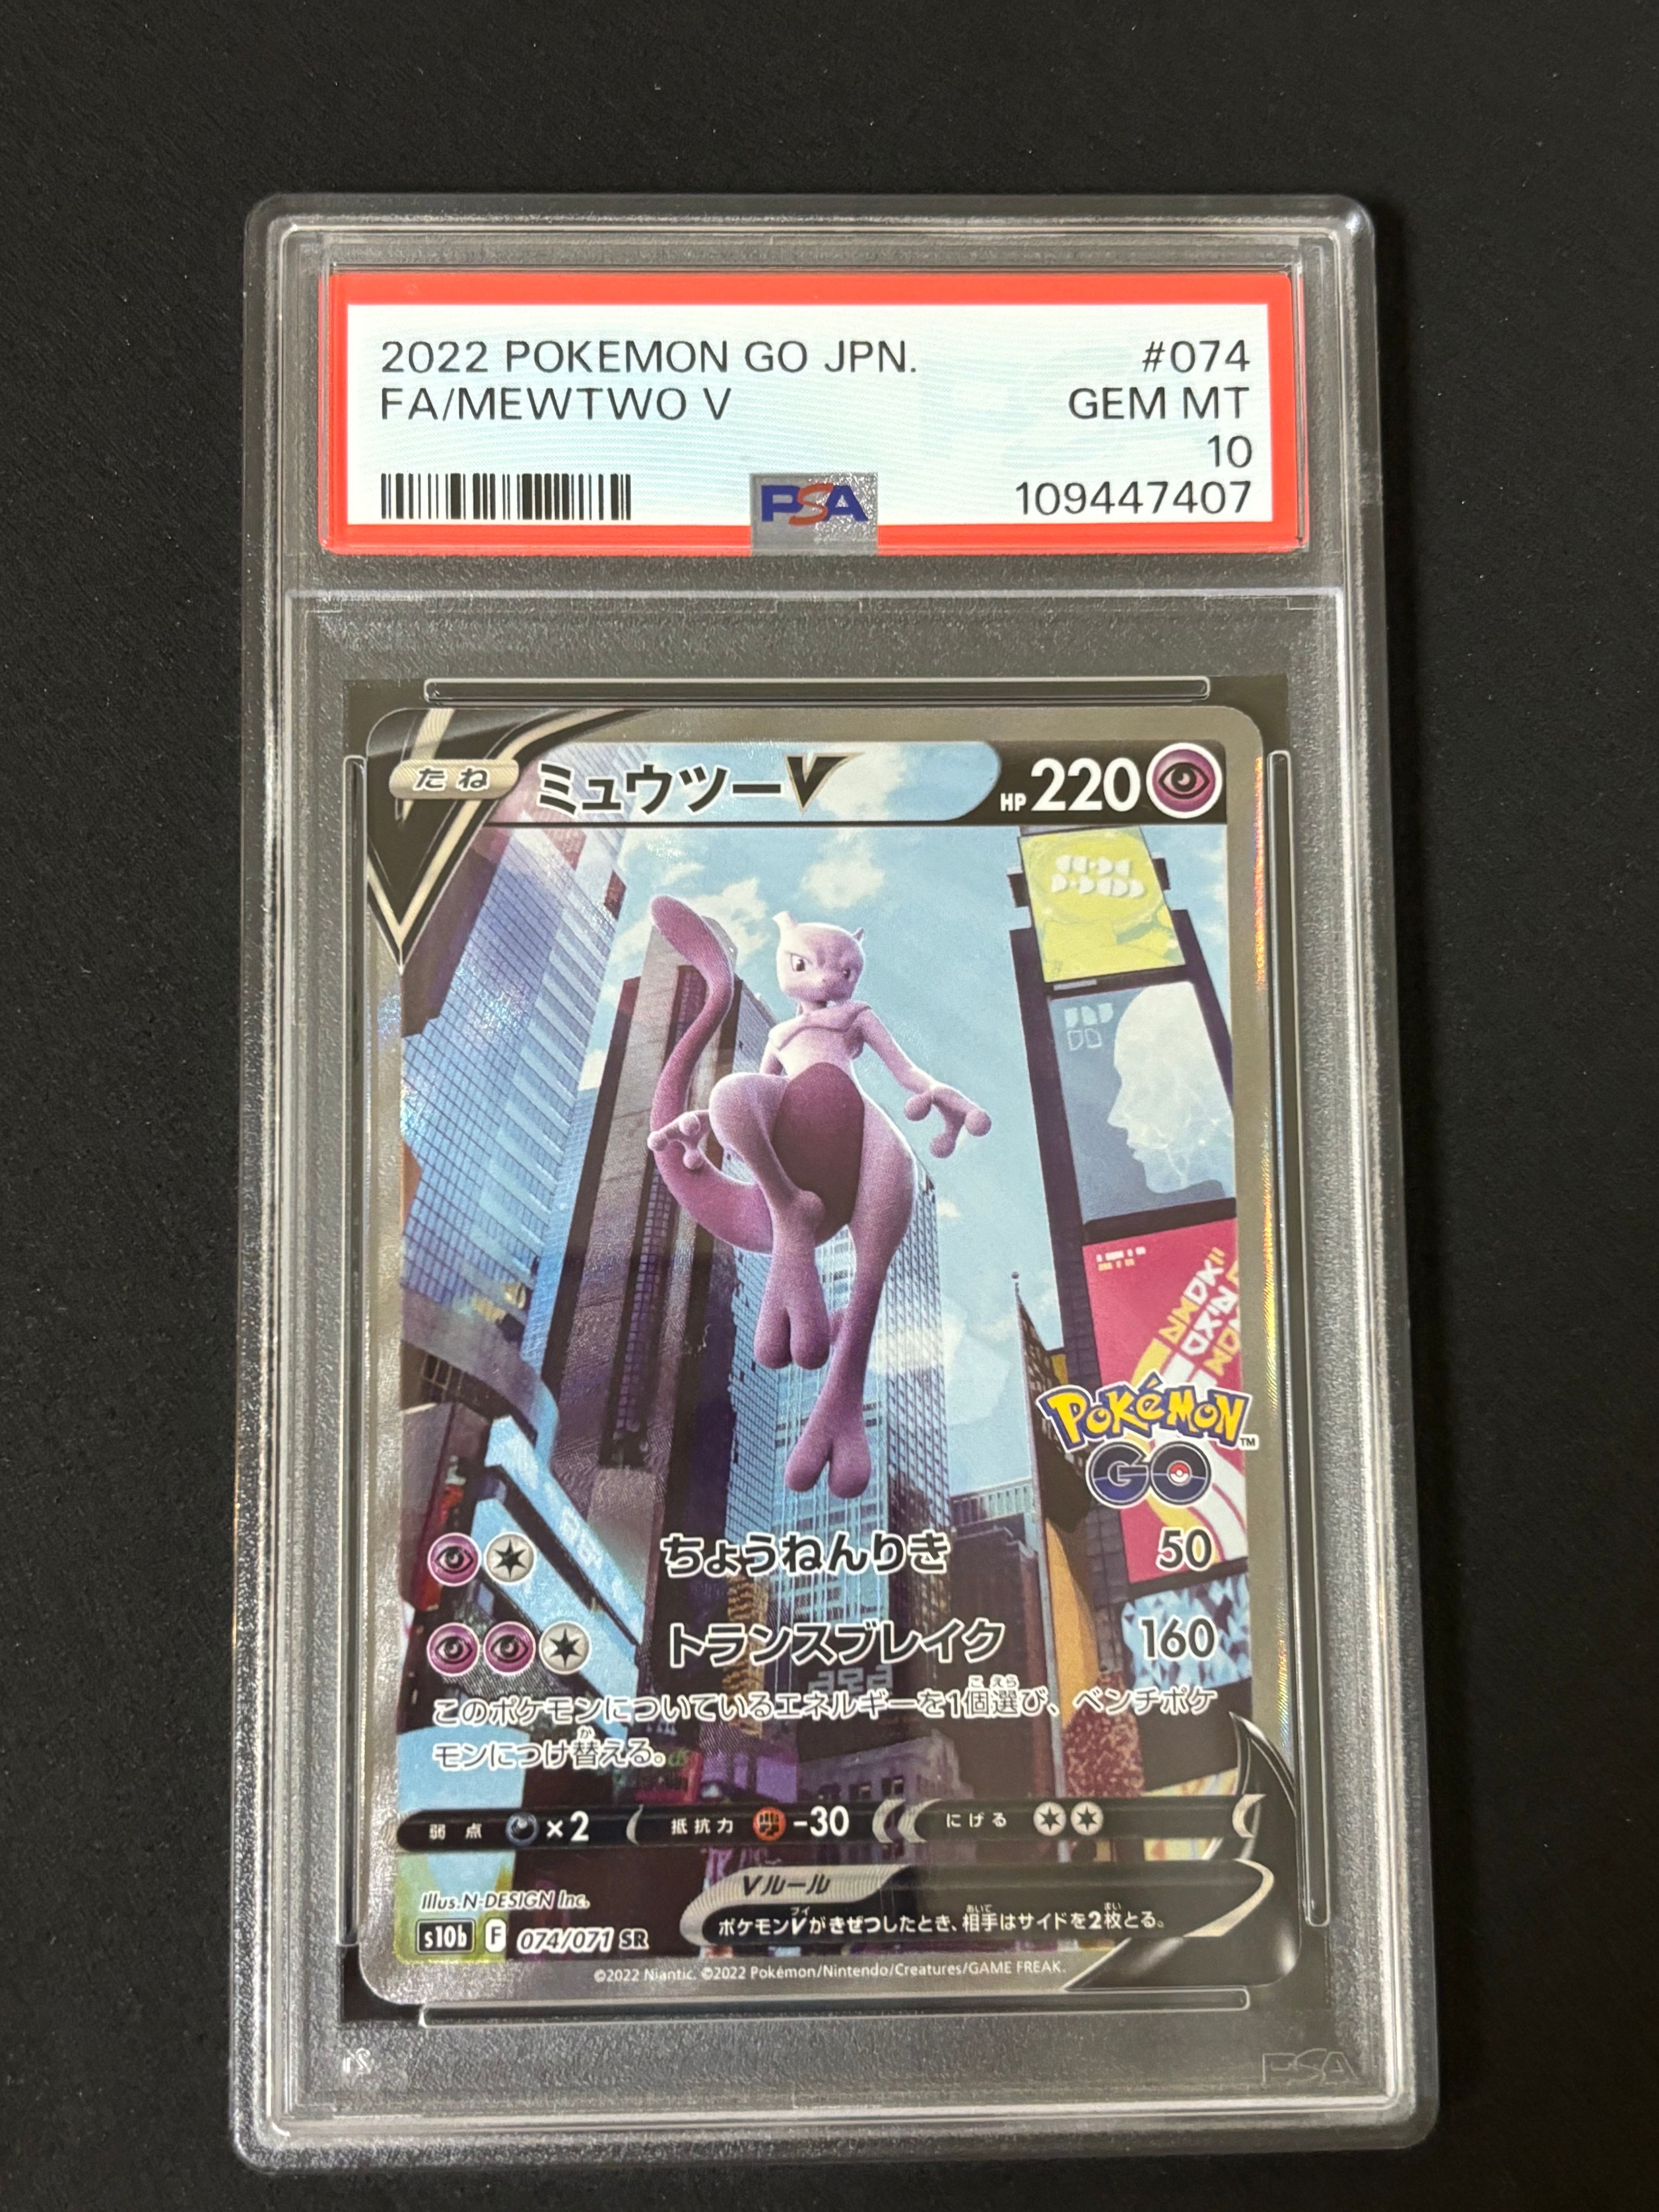 2022 POKEMON GO JPN. #074
FA/MEWTWO V GEM MT
10
PSA 109447407
たね ミュウツーV HP 220
Pokémon GO™
ちょうねんりき 50
トランスブレイク 160
このポケモンについているエネルギーを1個選び、ベンチポケ
モンにつけ替える。
弱点 ×2 抵抗力 -30 にげる
Vルール
ポケモンVがきぜつしたとき、相手はサイドを2枚とる。
Illus. N-DESIGN Inc.
s10b F 074/071 SR
©2022 Niantic. ©2022 Pokémon/Nintendo/Creatures/GAME FREAK.
PSA